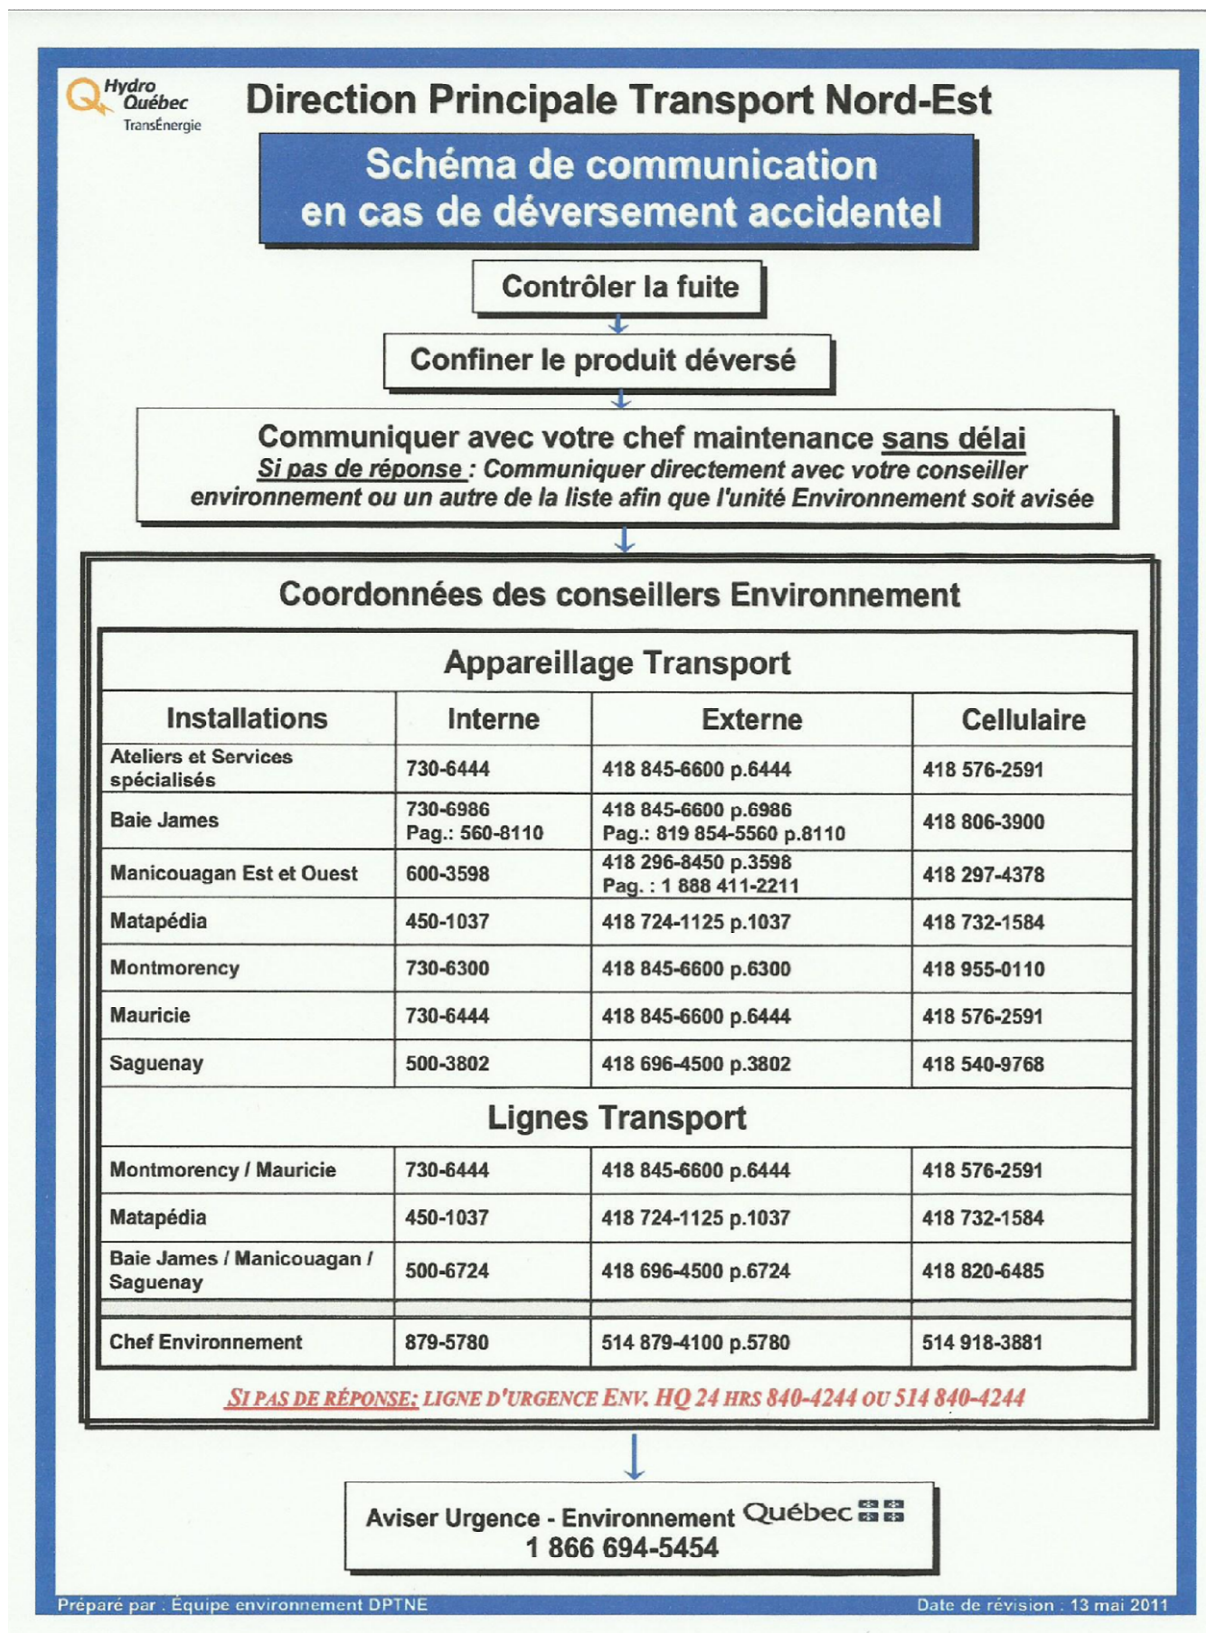 Hydro
Québec
TransÉnergie
Direction Principale Transport Nord-Est
Schéma de communication
en cas de déversement accidentel
Contrôler la fuite
Confiner le produit déversé
Communiquer avec votre chef maintenance sans délai
Si pas de réponse : Communiquer directement avec votre conseiller
environnement ou un autre de la liste afin que l'unité Environnement soit avisée
Coordonnées des conseillers Environnement
Appareillage Transport
Installations Interne Externe Cellulaire
Ateliers et Services
spécialisés 730-6444 418 845-6600 p.6444 418 576-2591
Baie James 730-6986 418 845-6600 p.6986 418 806-3900
Pag.: 560-8110 Pag.: 819 854-5560 p.8110
Manicouagan Est et Ouest 600-3598 418 296-8450 p.3598 418 297-4378
Pag. : 1 888 411-2211
Matapédia 450-1037 418 724-1125 p.1037 418 732-1584
Montmorency 730-6300 418 845-6600 p.6300 418 955-0110
Mauricie 730-6444 418 845-6600 p.6444 418 576-2591
Saguenay 500-3802 418 696-4500 p.3802 418 540-9768
Lignes Transport
Montmorency / Mauricie 730-6444 418 845-6600 p.6444 418 576-2591
Matapédia 450-1037 418 724-1125 p.1037 418 732-1584
Baie James / Manicouagan /
Saguenay 500-6724 418 696-4500 p.6724 418 820-6485
Chef Environnement 879-5780 514 879-4100 p.5780 514 918-3881
SI PAS DE RÉPONSE: LIGNE D'URGENCE ENV. HQ 24 HRS 840-4244 OU 514 840-4244
Aviser Urgence - Environnement Québec
1 866 694-5454
Préparé par : Équipe environnement DPTNE
Date de révision : 13 mai 2011